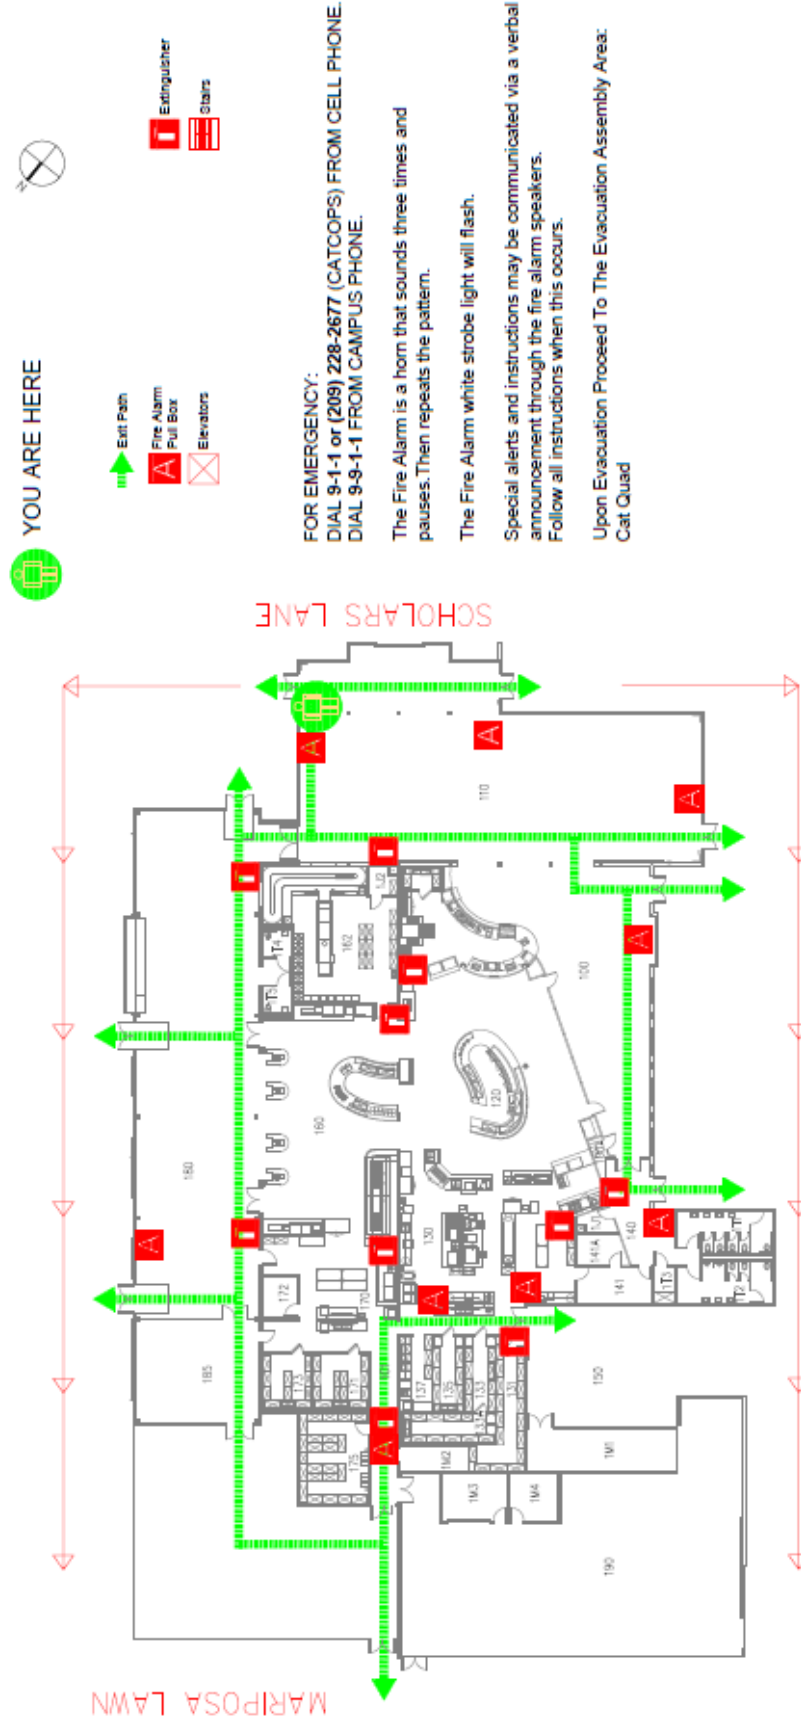 YOU ARE HERE
N
Exit Path
Fire Alarm
Pull Box
Elevators
Extinguisher
Stairs
FOR EMERGENCY:
DIAL 9-1-1 or (209) 228-2677 (CATCOPS) FROM CELL PHONE.
DIAL 9-9-1-1 FROM CAMPUS PHONE.
The Fire Alarm is a horn that sounds three times and
pauses.Then repeats the pattern.
The Fire Alarm white strobe light will flash.
Special alerts and instructions may be communicated via a verbal
announcement through the fire alarm speakers.
Follow all instructions when this occurs.
Upon Evacuation Proceed To The Evacuation Assembly Area:
Cat Quad
SCHOLARS LANE
MARIPOSA LAWN
A
A
A
A
A
A
A
A
A
A
110
1J2
162
T4
T5
100
160
120
180
130
140
141A
141
1T3
T2
172
170
185
173
171
137
135
133
131
150
175
1M2
1M1
1M3
1M4
190